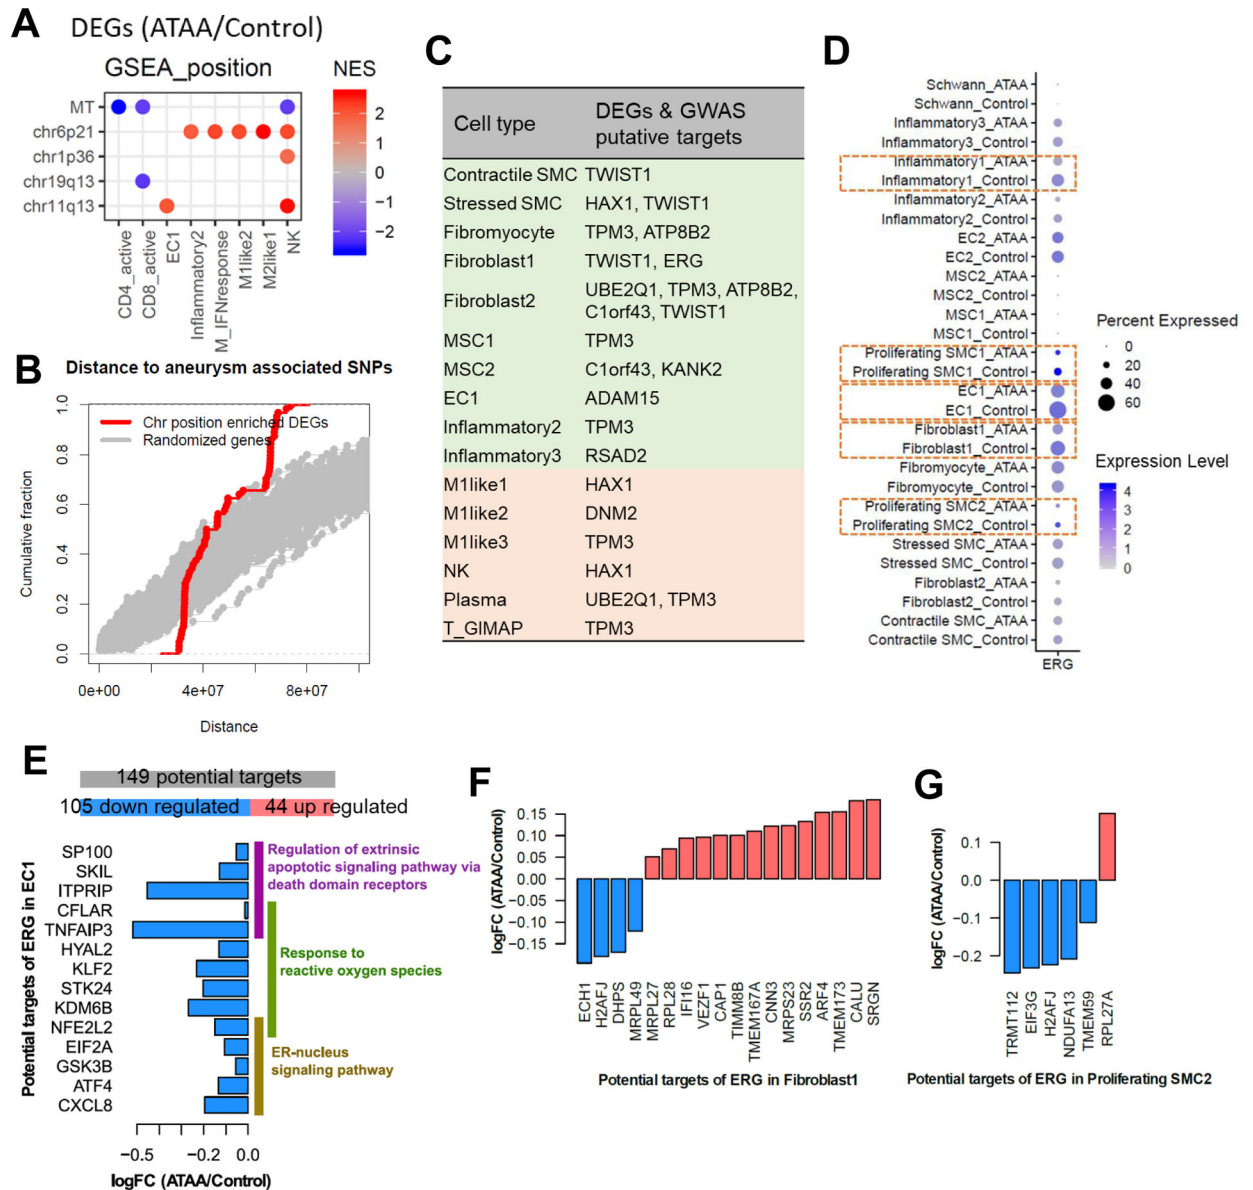 A
DEGs (ATAA/Control)
GSEA_position
NES
MT
chr6p21
chr1p36
chr19q13
chr11q13
2
1
0
−1
−2
CD4_active
CD8_active
EC1
Inflammatory2
M_IFNresponse
M1like2
M2like1
NK
B
Distance to aneurysm associated SNPs
Chr position enriched DEGs
Randomized genes
Cumulative fraction
1.0
0.8
0.6
0.4
0.2
0.0
0e+00
4e+07
8e+07
Distance
C
Cell type
DEGs & GWAS
putative targets
Contractile SMC TWIST1
Stressed SMC HAX1, TWIST1
Fibromyocyte TPM3, ATP8B2
Fibroblast1 TWIST1, ERG
Fibroblast2 UBE2Q1, TPM3, ATP8B2,
C1orf43, TWIST1
MSC1 TPM3
MSC2 C1orf43, KANK2
EC1 ADAM15
Inflammatory2 TPM3
Inflammatory3 RSAD2
M1like1 HAX1
M1like2 DNM2
M1like3 TPM3
NK HAX1
Plasma UBE2Q1, TPM3
T_GIMAP TPM3
D
Schwann_ATAA
Schwann_Control
Inflammatory3_ATAA
Inflammatory3_Control
Inflammatory1_ATAA
Inflammatory1_Control
Inflammatory2_ATAA
Inflammatory2_Control
EC2_ATAA
EC2_Control
MSC2_ATAA
MSC2_Control
MSC1_ATAA
MSC1_Control
Proliferating SMC1_ATAA
Proliferating SMC1_Control
EC1_ATAA
EC1_Control
Fibroblast1_ATAA
Fibroblast1_Control
Fibromyocyte_ATAA
Fibromyocyte_Control
Proliferating SMC2_ATAA
Proliferating SMC2_Control
Stressed SMC_ATAA
Stressed SMC_Control
Fibroblast2_ATAA
Fibroblast2_Control
Contractile SMC_ATAA
Contractile SMC_Control
ERG
Percent Expressed
0
20
40
60
Expression Level
4
3
2
1
0
E
149 potential targets
105 down regulated
44 up regulated
Potential targets of ERG in EC1
SP100
SKIL
ITPRIP
CFLAR
TNFAIP3
HYAL2
KLF2
STK24
KDM6B
NFE2L2
EIF2A
GSK3B
ATF4
CXCL8
Regulation of extrinsic
apoptotic signaling pathway via
death domain receptors
Response to
reactive oxygen species
ER-nucleus
signaling pathway
−0.5
−0.2
0.0
logFC (ATAA/Control)
F
logFC (ATAA/Control)
0.15
0.10
0.05
0.00
−0.05
−0.15
ECH1
H2AFJ
DHPS
MRPL49
MRPL27
RPL28
IFI16
VEZF1
CAP1
TIMM8B
TMEM167A
CNN3
MRPS23
SSR2
ARF4
TMEM173
CALU
SRGN
Potential targets of ERG in Fibroblast1
G
logFC (ATAA/Control)
0.1
0.0
−0.1
−0.2
TRMT112
EIF3G
H2AFJ
NDUFA13
TMEM59
RPL27A
Potential targets of ERG in Proliferating SMC2